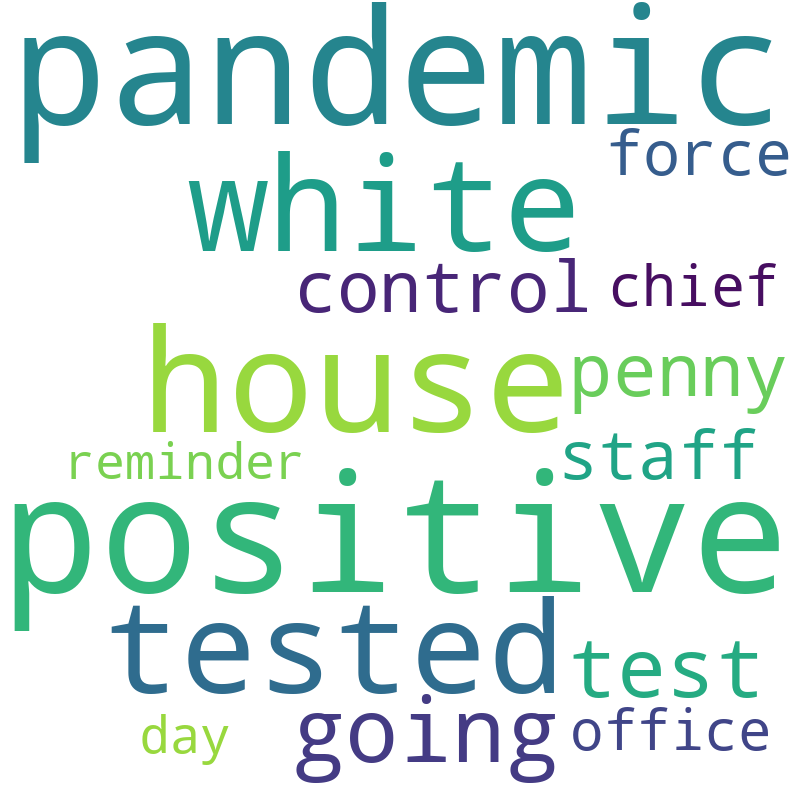 pandemic
force
white
control chief
house
penny
staff
reminder
positive
tested
test
going office
day